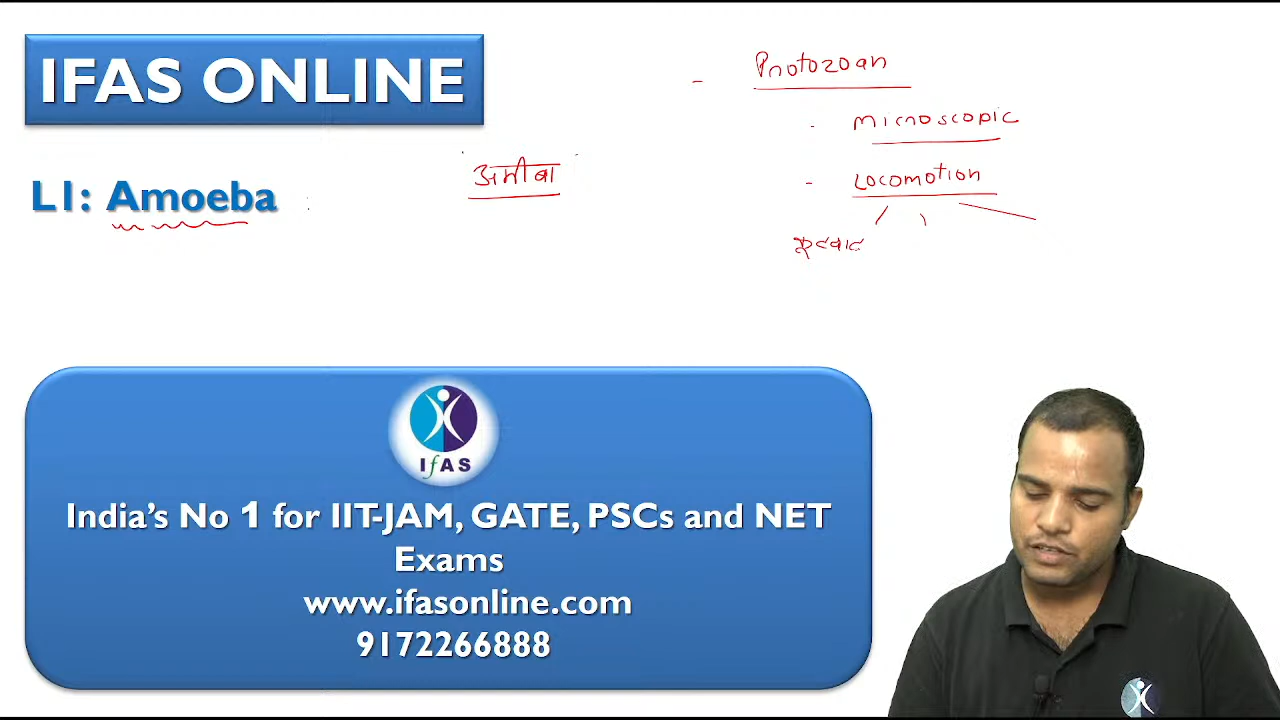 IFAS ONLINE
L1: Amoeba
अमीबा
Protozoan
- microscopic
- Locomotion
कूटपाद
IfAS
India's No 1 for IIT-JAM, GATE, PSCs and NET
Exams
www.ifasonline.com
9172266888